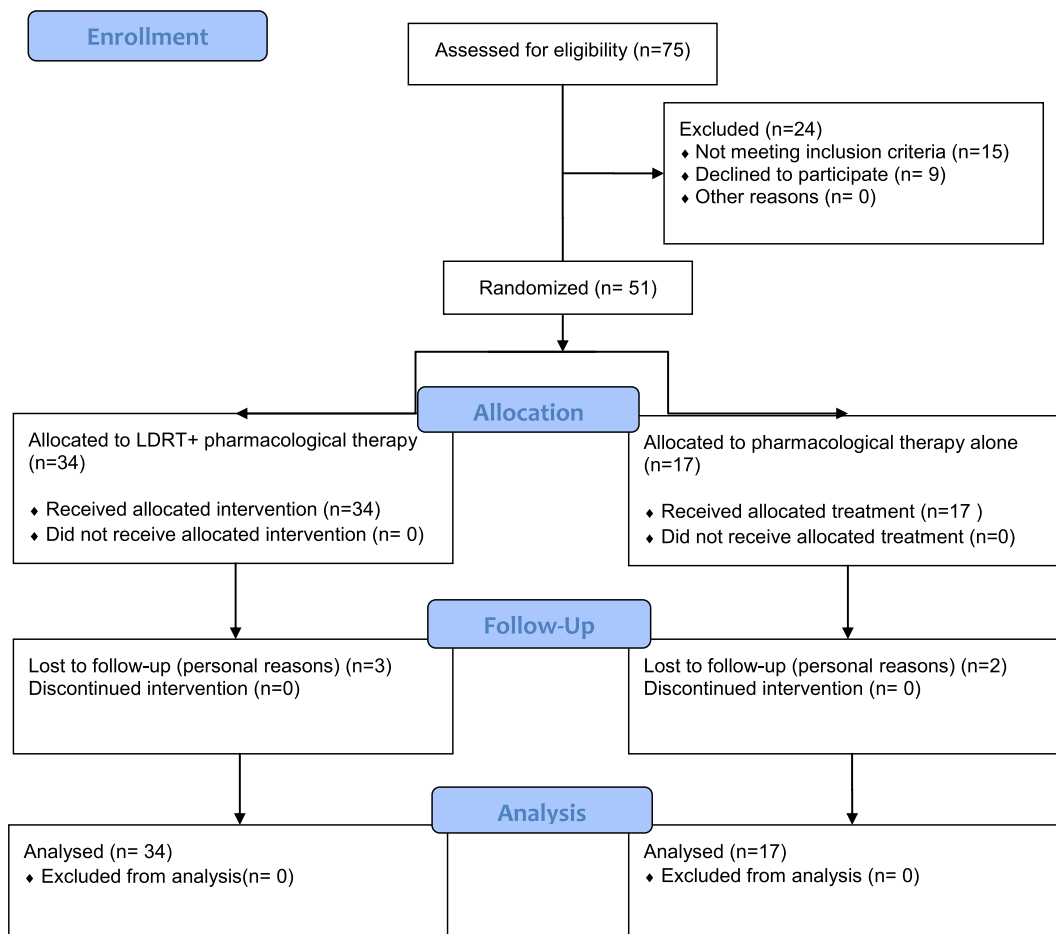 Enrollment
Assessed for eligibility (n=75)
Excluded (n=24)
♦ Not meeting inclusion criteria (n=15)
♦ Declined to participate (n= 9)
♦ Other reasons (n= 0)
Randomized (n= 51)
Allocation
Allocated to LDRT+ pharmacological therapy
(n=34)
♦ Received allocated intervention (n=34)
♦ Did not receive allocated intervention (n= 0)
Allocated to pharmacological therapy alone
(n=17)
♦ Received allocated treatment (n=17 )
♦ Did not receive allocated treatment (n=0)
Follow-Up
Lost to follow-up (personal reasons) (n=3)
Discontinued intervention (n=0)
Lost to follow-up (personal reasons) (n=2)
Discontinued intervention (n= 0)
Analysis
Analysed (n= 34)
♦ Excluded from analysis(n= 0)
Analysed (n=17)
♦ Excluded from analysis (n= 0)